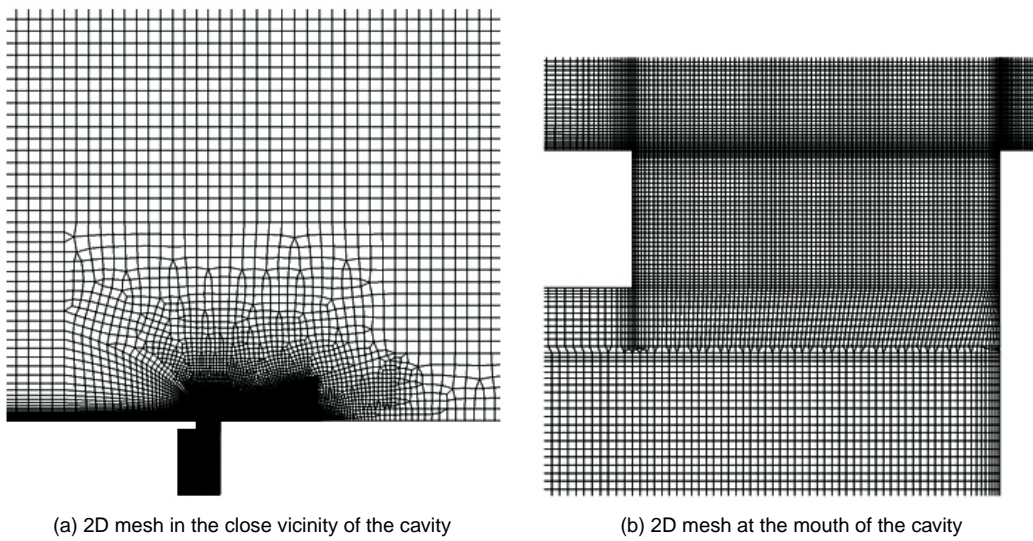 (a) 2D mesh in the close vicinity of the cavity
(b) 2D mesh at the mouth of the cavity